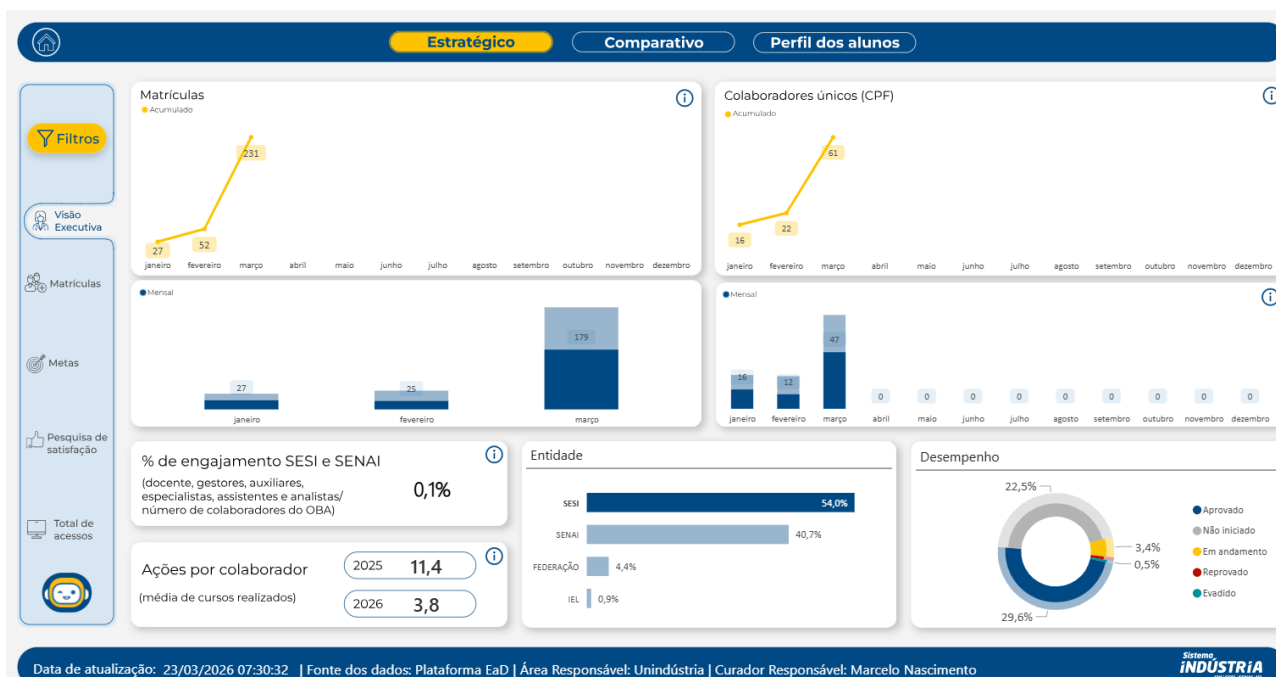 Estratégico
Comparativo
Perfil dos alunos
Filtros
Visão
Executiva
Matrículas
Metas
Pesquisa de
satisfação
Total de
acessos
Matrículas
Acumulado
231
52
27
janeiro fevereiro março abril maio junho julho agosto setembro outubro novembro dezembro
Colaboradores únicos (CPF)
Acumulado
61
22
16
janeiro fevereiro março abril maio junho julho agosto setembro outubro novembro dezembro
Mensal
179
27 25
janeiro fevereiro março
Mensal
47
16 12
0 0 0 0 0 0 0 0 0
janeiro fevereiro março abril maio junho julho agosto setembro outubro novembro dezembro
% de engajamento SESI e SENAI
(docente, gestores, auxiliares,
especialistas, assistentes e analistas/
número de colaboradores do OBA)
0,1%
Ações por colaborador
(média de cursos realizados)
2025 11,4
2026 3,8
Entidade
SESI 54,0%
SENAI 40,7%
FEDERAÇÃO 4,4%
IEL 0,9%
Desempenho
22,5%
3,4%
0,5%
29,6%
Aprovado
Não iniciado
Em andamento
Reprovado
Evadido
Data de atualização: 23/03/2026 07:30:32 | Fonte dos dados: Plataforma EaD | Área Responsável: Unindústria | Curador Responsável: Marcelo Nascimento
Sistema
iNDÚSTRiA